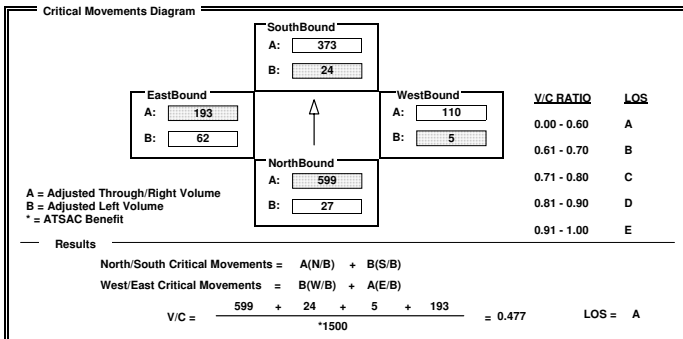 Critical Movements Diagram
SouthBound
A: 373
B: 24
EastBound
A: 193
B: 62
WestBound
A: 110
B: 5
NorthBound
A: 599
B: 27
V/C RATIO LOS
0.00 - 0.60 A
0.61 - 0.70 B
0.71 - 0.80 C
0.81 - 0.90 D
0.91 - 1.00 E
A = Adjusted Through/Right Volume
B = Adjusted Left Volume
* = ATSAC Benefit
Results
North/South Critical Movements = A(N/B) + B(S/B)
West/East Critical Movements = B(W/B) + A(E/B)
V/C = 599 + 24 + 5 + 193 = 0.477 LOS = A
*1500